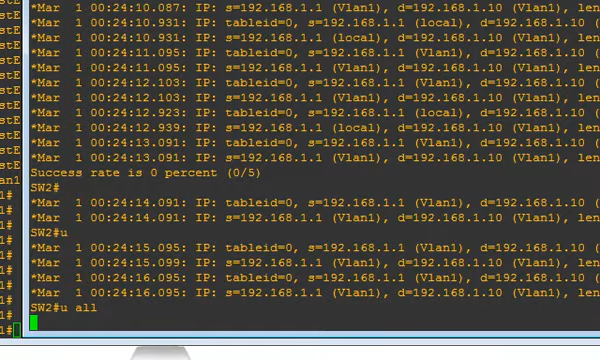 *Mar  1 00:24:10.087: IP: s=192.168.1.1 (Vlan1), d=192.168.1.10 (Vlan1), len
*Mar  1 00:24:10.931: IP: tableid=0, s=192.168.1.1 (local), d=192.168.1.10 (
*Mar  1 00:24:10.931: IP: s=192.168.1.1 (local), d=192.168.1.10 (Vlan1), len
*Mar  1 00:24:11.095: IP: tableid=0, s=192.168.1.1 (Vlan1), d=192.168.1.10 (
*Mar  1 00:24:11.095: IP: s=192.168.1.1 (Vlan1), d=192.168.1.10 (Vlan1), len
*Mar  1 00:24:12.103: IP: tableid=0, s=192.168.1.1 (Vlan1), d=192.168.1.10 (
*Mar  1 00:24:12.103: IP: s=192.168.1.1 (Vlan1), d=192.168.1.10 (Vlan1), len
*Mar  1 00:24:12.923: IP: tableid=0, s=192.168.1.1 (local), d=192.168.1.10 (
*Mar  1 00:24:12.939: IP: s=192.168.1.1 (local), d=192.168.1.10 (Vlan1), len
*Mar  1 00:24:13.091: IP: tableid=0, s=192.168.1.1 (Vlan1), d=192.168.1.10 (
*Mar  1 00:24:13.091: IP: s=192.168.1.1 (Vlan1), d=192.168.1.10 (Vlan1), len
Success rate is 0 percent (0/5)
SW2#
*Mar  1 00:24:14.091: IP: tableid=0, s=192.168.1.1 (Vlan1), d=192.168.1.10 (
*Mar  1 00:24:14.091: IP: s=192.168.1.1 (Vlan1), d=192.168.1.10 (Vlan1), len
SW2#u
*Mar  1 00:24:15.095: IP: tableid=0, s=192.168.1.1 (Vlan1), d=192.168.1.10 (
*Mar  1 00:24:15.099: IP: s=192.168.1.1 (Vlan1), d=192.168.1.10 (Vlan1), len
*Mar  1 00:24:16.095: IP: tableid=0, s=192.168.1.1 (Vlan1), d=192.168.1.10 (
*Mar  1 00:24:16.095: IP: s=192.168.1.1 (Vlan1), d=192.168.1.10 (Vlan1), len
SW2#u all